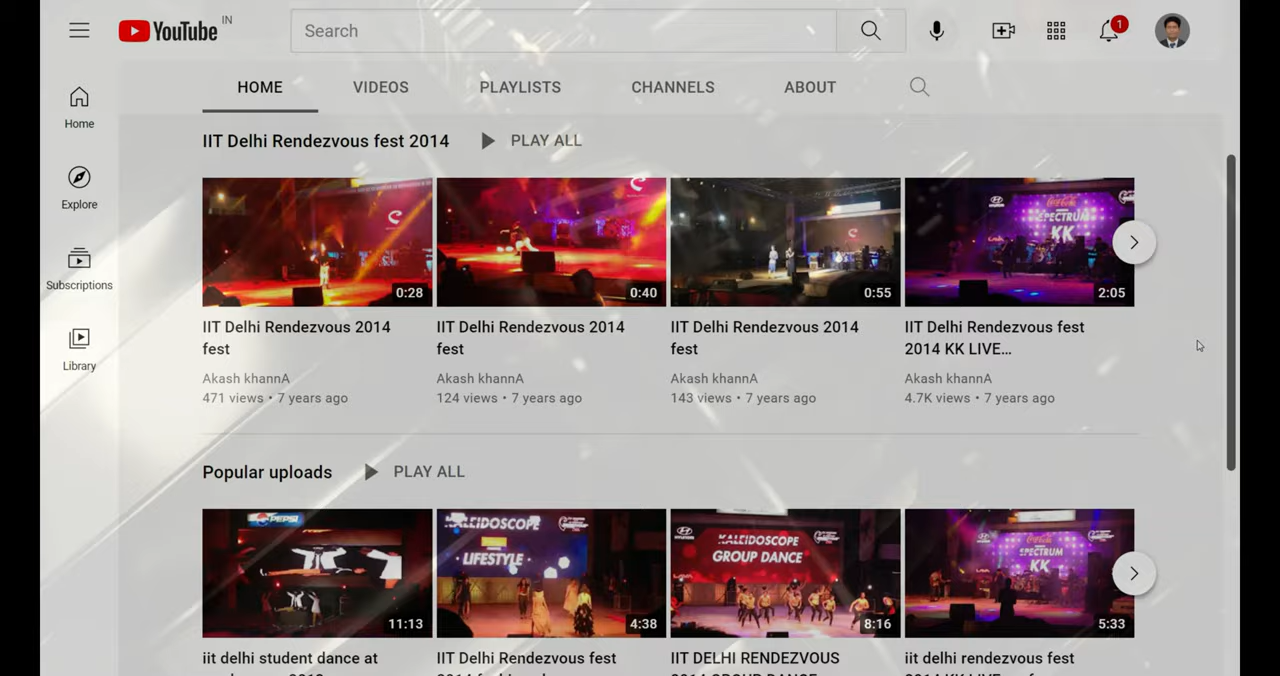 YouTube IN
Search
1
Home
Explore
Subscriptions
Library
HOME VIDEOS PLAYLISTS CHANNELS ABOUT
IIT Delhi Rendezvous fest 2014 PLAY ALL
0:28
0:40
0:55
Coca-Cola
SPECTRUM
KK
2:05
IIT Delhi Rendezvous 2014
fest
Akash khannA
471 views • 7 years ago
IIT Delhi Rendezvous 2014
fest
Akash khannA
124 views • 7 years ago
IIT Delhi Rendezvous 2014
fest
Akash khannA
143 views • 7 years ago
IIT Delhi Rendezvous fest
2014 KK LIVE...
Akash khannA
4.7K views • 7 years ago
Popular uploads PLAY ALL
PEPSI
11:13
KALEIDOSCOPE
LIFESTYLE
4:38
HYUNDAI
KALEIDOSCOPE
GROUP DANCE
8:16
Coca-Cola
SPECTRUM
KK
5:33
iit delhi student dance at
IIT Delhi Rendezvous fest
IIT DELHI RENDEZVOUS
iit delhi rendezvous fest